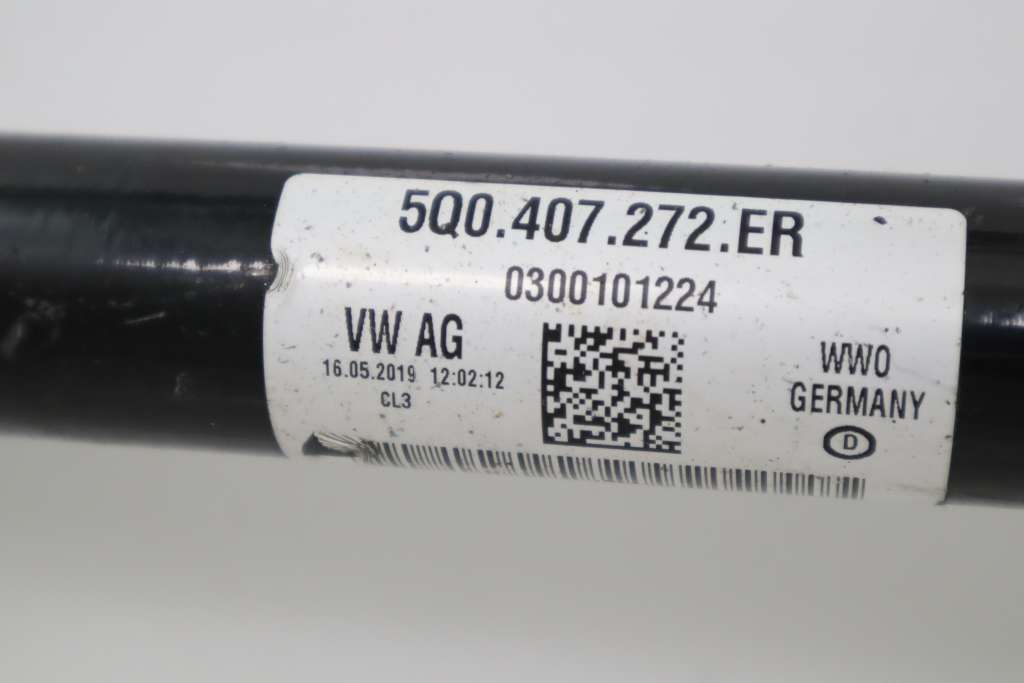 5Q0.407.272.ER
0300101224
VW AG
16.05.2019 12:02:12
CL3
WWO
GERMANY
D